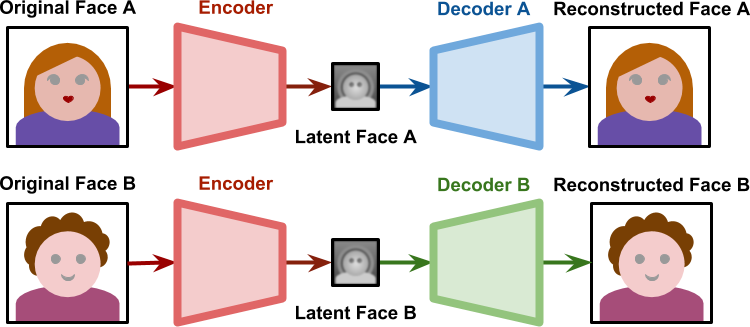 Original Face A
Encoder
Decoder A
Reconstructed Face A
Latent Face A
Original Face B
Encoder
Decoder B
Reconstructed Face B
Latent Face B